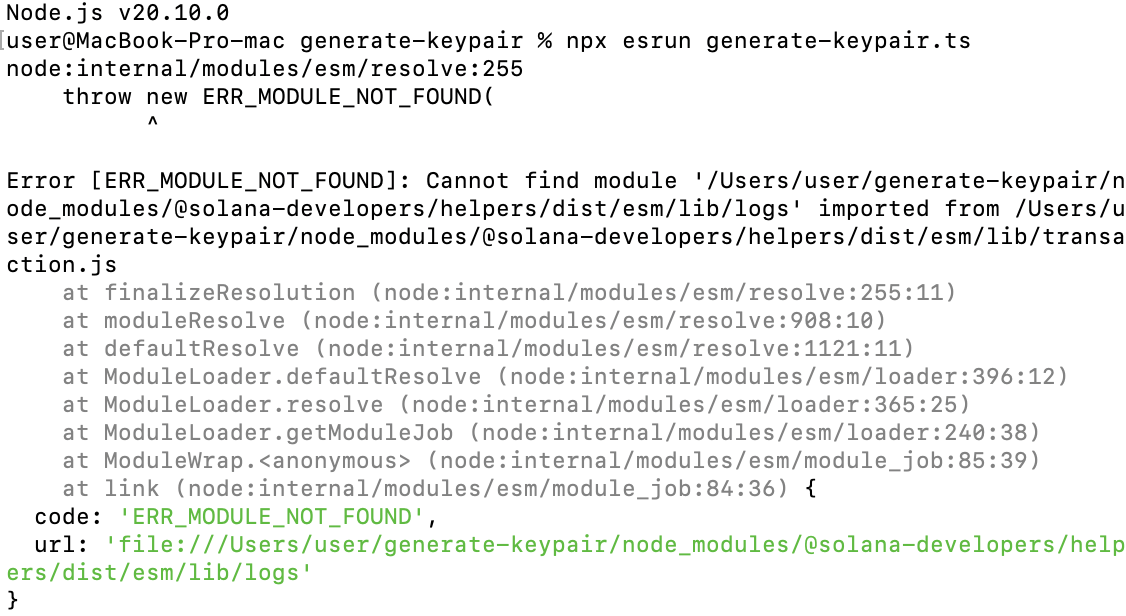 Node.js v20.10.0
[user@MacBook-Pro-mac generate-keypair % npx esrun generate-keypair.ts
node:internal/modules/esm/resolve:255
    throw new ERR_MODULE_NOT_FOUND(
          ^

Error [ERR_MODULE_NOT_FOUND]: Cannot find module '/Users/user/generate-keypair/n
ode_modules/@solana-developers/helpers/dist/esm/lib/logs' imported from /Users/u
ser/generate-keypair/node_modules/@solana-developers/helpers/dist/esm/lib/transa
ction.js
    at finalizeResolution (node:internal/modules/esm/resolve:255:11)
    at moduleResolve (node:internal/modules/esm/resolve:908:10)
    at defaultResolve (node:internal/modules/esm/resolve:1121:11)
    at ModuleLoader.defaultResolve (node:internal/modules/esm/loader:396:12)
    at ModuleLoader.resolve (node:internal/modules/esm/loader:365:25)
    at ModuleLoader.getModuleJob (node:internal/modules/esm/loader:240:38)
    at ModuleWrap.<anonymous> (node:internal/modules/esm/module_job:85:39)
    at link (node:internal/modules/esm/module_job:84:36) {
  code: 'ERR_MODULE_NOT_FOUND',
  url: 'file:///Users/user/generate-keypair/node_modules/@solana-developers/help
ers/dist/esm/lib/logs'
}